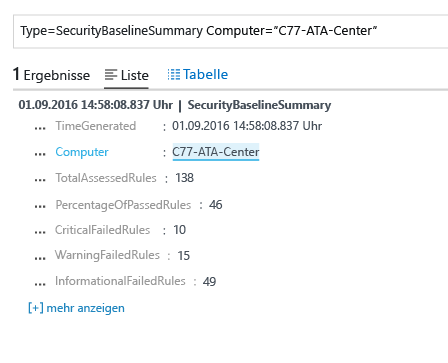 Type=SecurityBaselineSummary Computer="C77-ATA-Center"
1 Ergebnisse Liste Tabelle
01.09.2016 14:58:08.837 Uhr | SecurityBaselineSummary
... TimeGenerated : 01.09.2016 14:58:08.837 Uhr
... Computer : C77-ATA-Center
... TotalAssessedRules : 138
... PercentageOfPassedRules : 46
... CriticalFailedRules : 10
... WarningFailedRules : 15
... InformationalFailedRules : 49
[+] mehr anzeigen